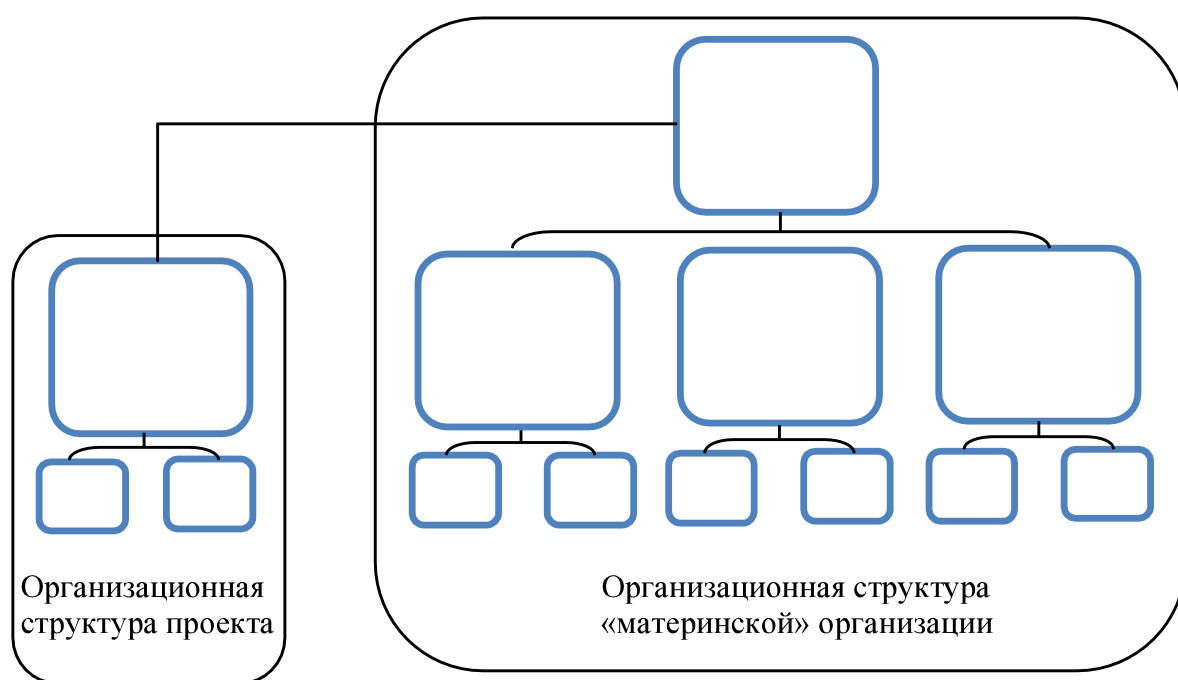 Организационная
структура проекта
Организационная структура
«материнской» организации